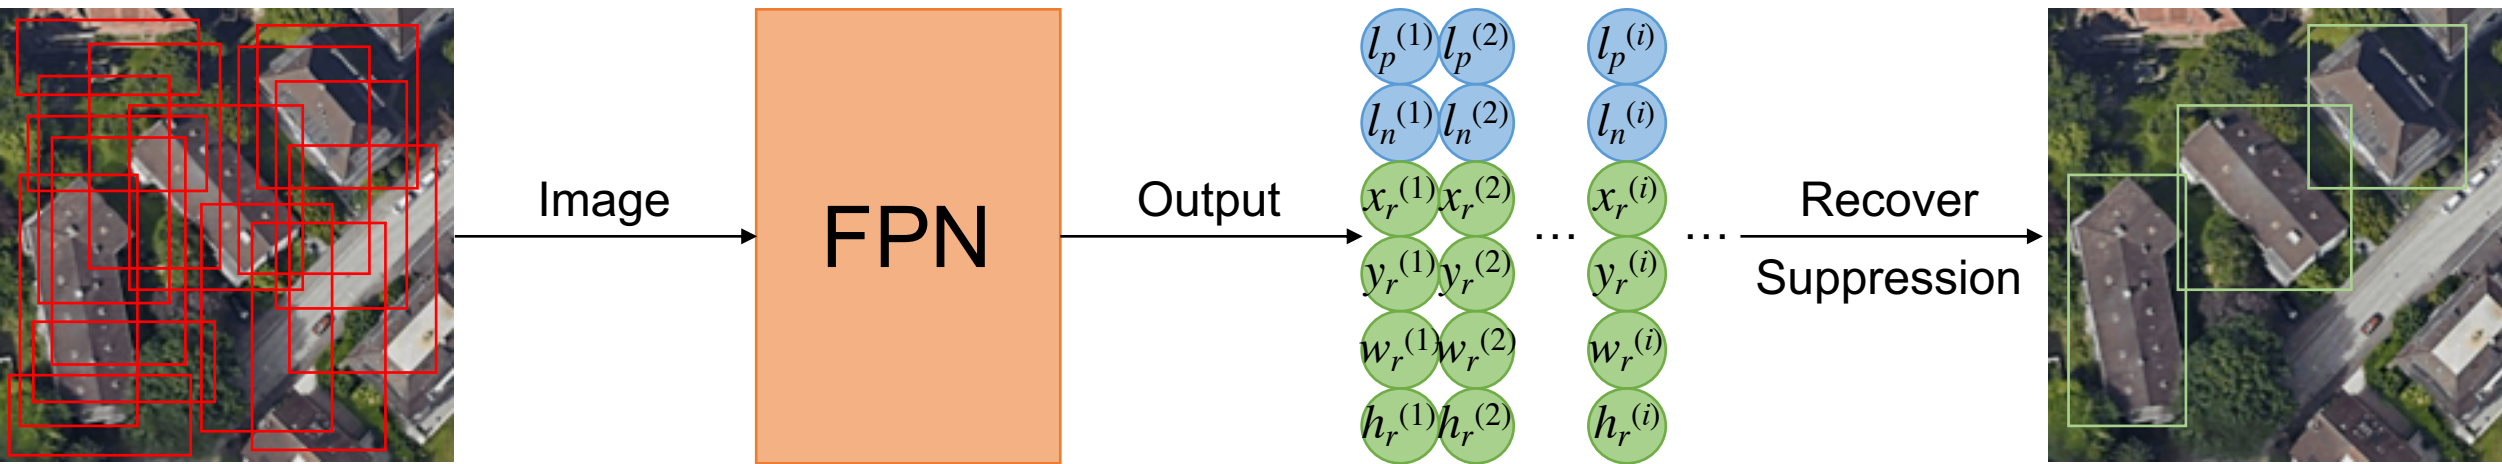 Image
FPN
Output
l_p^(1) l_p^(2) l_p^(i)
l_n^(1) l_n^(2) l_n^(i)
x_r^(1) x_r^(2) x_r^(i)
y_r^(1) y_r^(2) ... y_r^(i) ...
w_r^(1) w_r^(2) w_r^(i)
h_r^(1) h_r^(2) h_r^(i)
Recover
Suppression